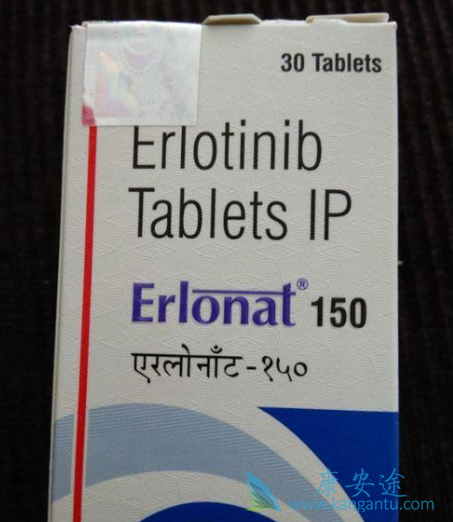 30 Tablets
Erlotinib
Tablets IP
Erlonat® 150
एरलोनाँट-१५०
康安途
www.kangantu.com